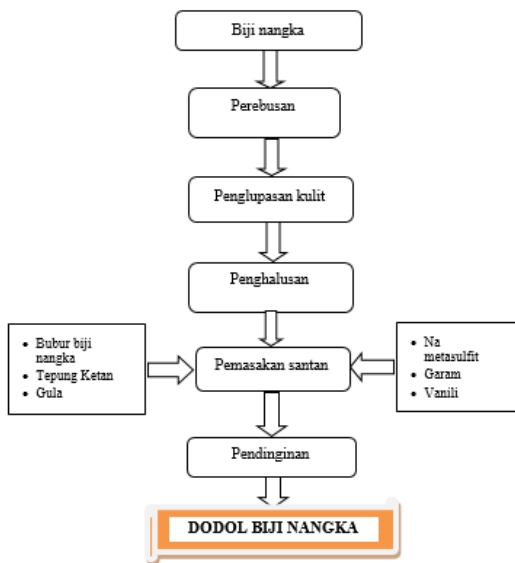 Biji nangka
Perebusan
Penglupasan kulit
Penghalusan
• Bubur biji
nangka
• Tepung Ketan
• Gula
Pemasakan santan
• Na
metasulfit
• Garam
• Vanili
Pendinginan
DODOL BIJI NANGKA